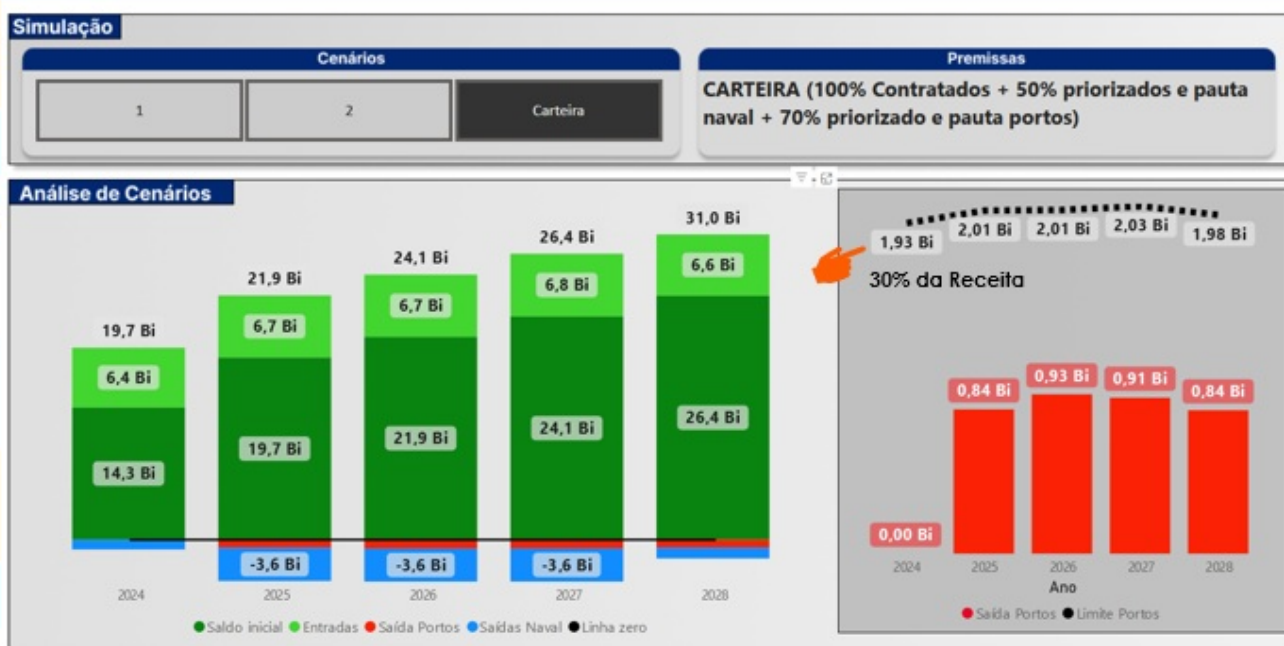 Simulação
Cenários
1
2
Carteira
Premissas
CARTEIRA (100% Contratados + 50% priorizados e pauta
naval + 70% priorizado e pauta portos)
Análise de Cenários
19,7 Bi
6,4 Bi
14,3 Bi
21,9 Bi
6,7 Bi
19,7 Bi
-3,6 Bi
24,1 Bi
6,7 Bi
21,9 Bi
-3,6 Bi
26,4 Bi
6,8 Bi
24,1 Bi
-3,6 Bi
31,0 Bi
6,6 Bi
26,4 Bi
2024
2025
2026
2027
2028
Saldo inicial
Entradas
Saída Portos
Saídas Naval
Linha zero
1,93 Bi
2,01 Bi
2,01 Bi
2,03 Bi
1,98 Bi
30% da Receita
0,00 Bi
0,84 Bi
0,93 Bi
0,91 Bi
0,84 Bi
2024
2025
2026
2027
2028
Ano
Saída Portos
Limite Portos